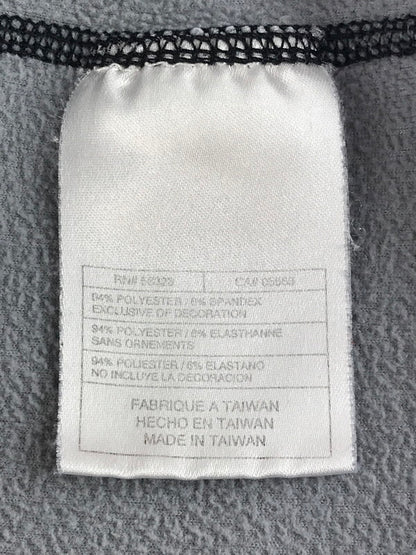 RN# 56323 CA# 05553
94% POLYESTER / 6% SPANDEX
EXCLUSIVE OF DECORATION
94% POLYESTER / 6% ELASTHANNE
SANS ORNEMENTS
94% POLIESTER / 6% ELASTANO
NO INCLUYE LA DECORACION
FABRIQUE A TAIWAN
HECHO EN TAIWAN
MADE IN TAIWAN